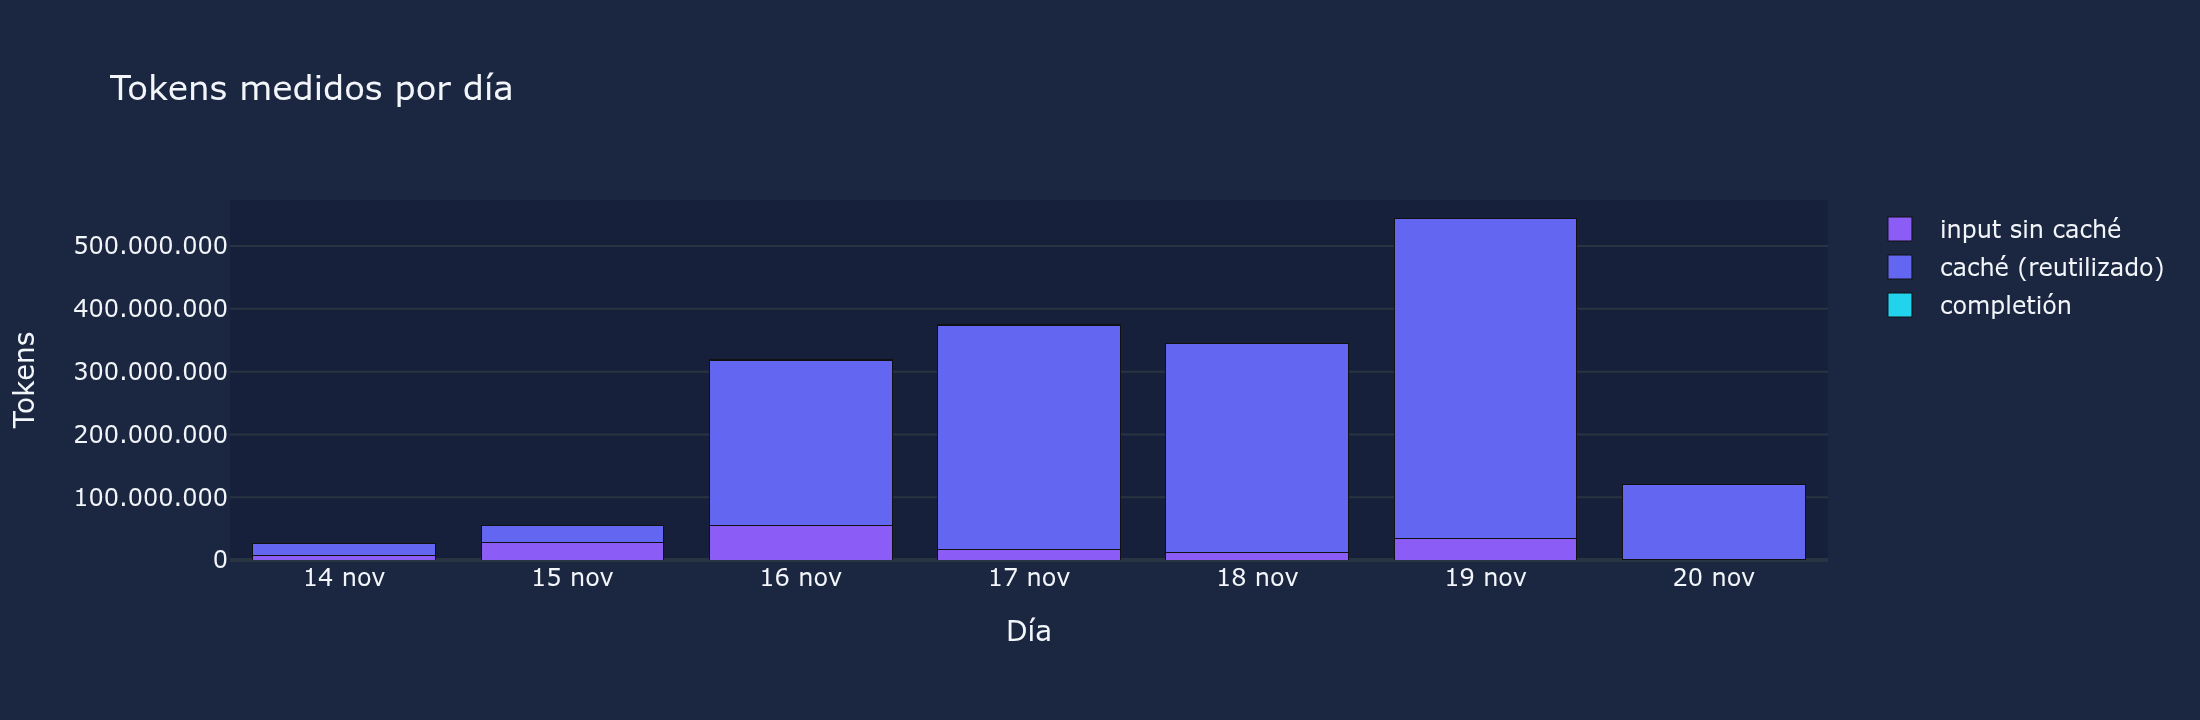 Tokens medidos por día
Tokens
500.000.000
400.000.000
300.000.000
200.000.000
100.000.000
0
14 nov
15 nov
16 nov
17 nov
18 nov
19 nov
20 nov
Día
input sin caché
caché (reutilizado)
completión